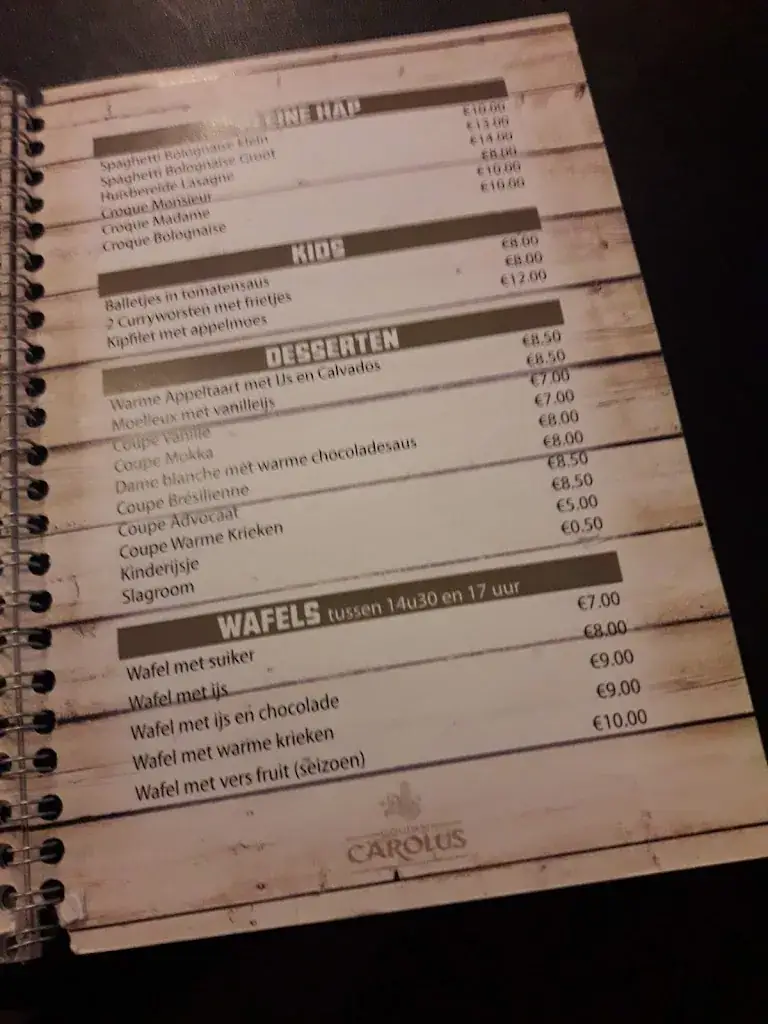 KLEINE HAP
Spaghetti Bolognaise Klein €10.00
Spaghetti Bolognaise Groot €13.00
Huisbereide Lasagne €14.00
Croque Monsieur €8.00
Croque Madame €10.00
Croque Bolognaise €10.00
KIDS
Balletjes in tomatensaus €8.00
2 Curryworsten met frietjes €8.00
Kipfilet met appelmoes €12.00
DESSERTEN
Warme Appeltaart met IJs en Calvados €8.50
Moelleux met vanilleijs €8.50
Coupe Vanille €7.00
Coupe Mokka €7.00
Dame blanche met warme chocoladesaus €8.00
Coupe Brésilienne €8.00
Coupe Advocaat €8.50
Coupe Warme Krieken €8.50
Kinderijsje €5.00
Slagroom €0.50
WAFELS tussen 14u30 en 17 uur
Wafel met suiker €7.00
Wafel met ijs €8.00
Wafel met ijs en chocolade €9.00
Wafel met warme krieken €9.00
Wafel met vers fruit (seizoen) €10.00
CAROLUS